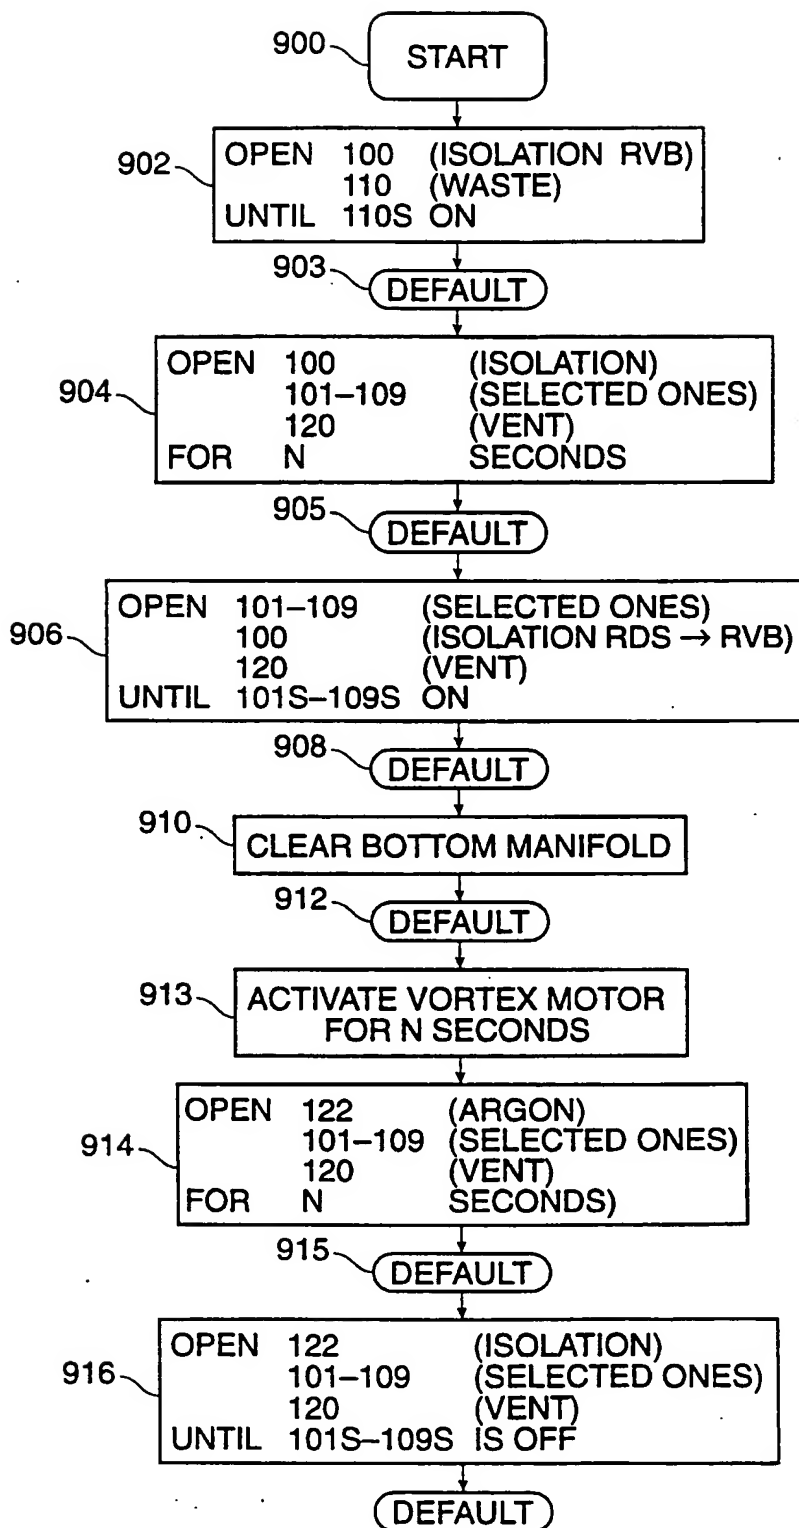 900
START
902
OPEN 100 (ISOLATION RVB)
110 (WASTE)
UNTIL 110S ON
903
DEFAULT
904
OPEN 100 (ISOLATION)
101–109 (SELECTED ONES)
120 (VENT)
FOR N SECONDS
905
DEFAULT
906
OPEN 101–109 (SELECTED ONES)
100 (ISOLATION RDS → RVB)
120 (VENT)
UNTIL 101S–109S ON
908
DEFAULT
910
CLEAR BOTTOM MANIFOLD
912
DEFAULT
913
ACTIVATE VORTEX MOTOR
FOR N SECONDS
914
OPEN 122 (ARGON)
101–109 (SELECTED ONES)
120 (VENT)
FOR N SECONDS)
915
DEFAULT
916
OPEN 122 (ISOLATION)
101–109 (SELECTED ONES)
120 (VENT)
UNTIL 101S–109S IS OFF
DEFAULT